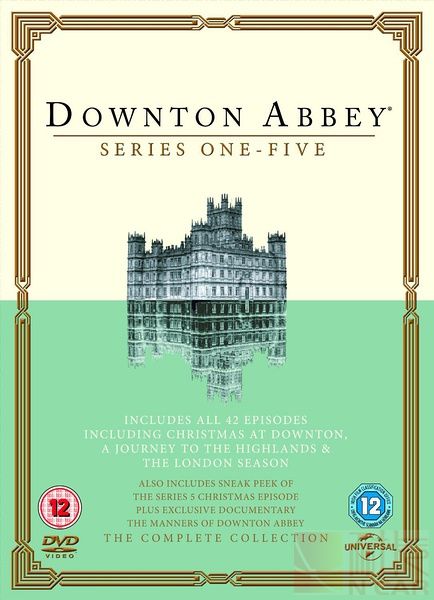 DOWNTON ABBEY®
SERIES ONE-FIVE
INCLUDES ALL 42 EPISODES
INCLUDING CHRISTMAS AT DOWNTON,
A JOURNEY TO THE HIGHLANDS &
THE LONDON SEASON
ALSO INCLUDES SNEAK PEEK OF
THE SERIES 5 CHRISTMAS EPISODE
PLUS EXCLUSIVE DOCUMENTARY
THE MANNERS OF DOWNTON ABBEY
THE COMPLETE COLLECTION
12
DVD
VIDEO
12
UNIVERSAL